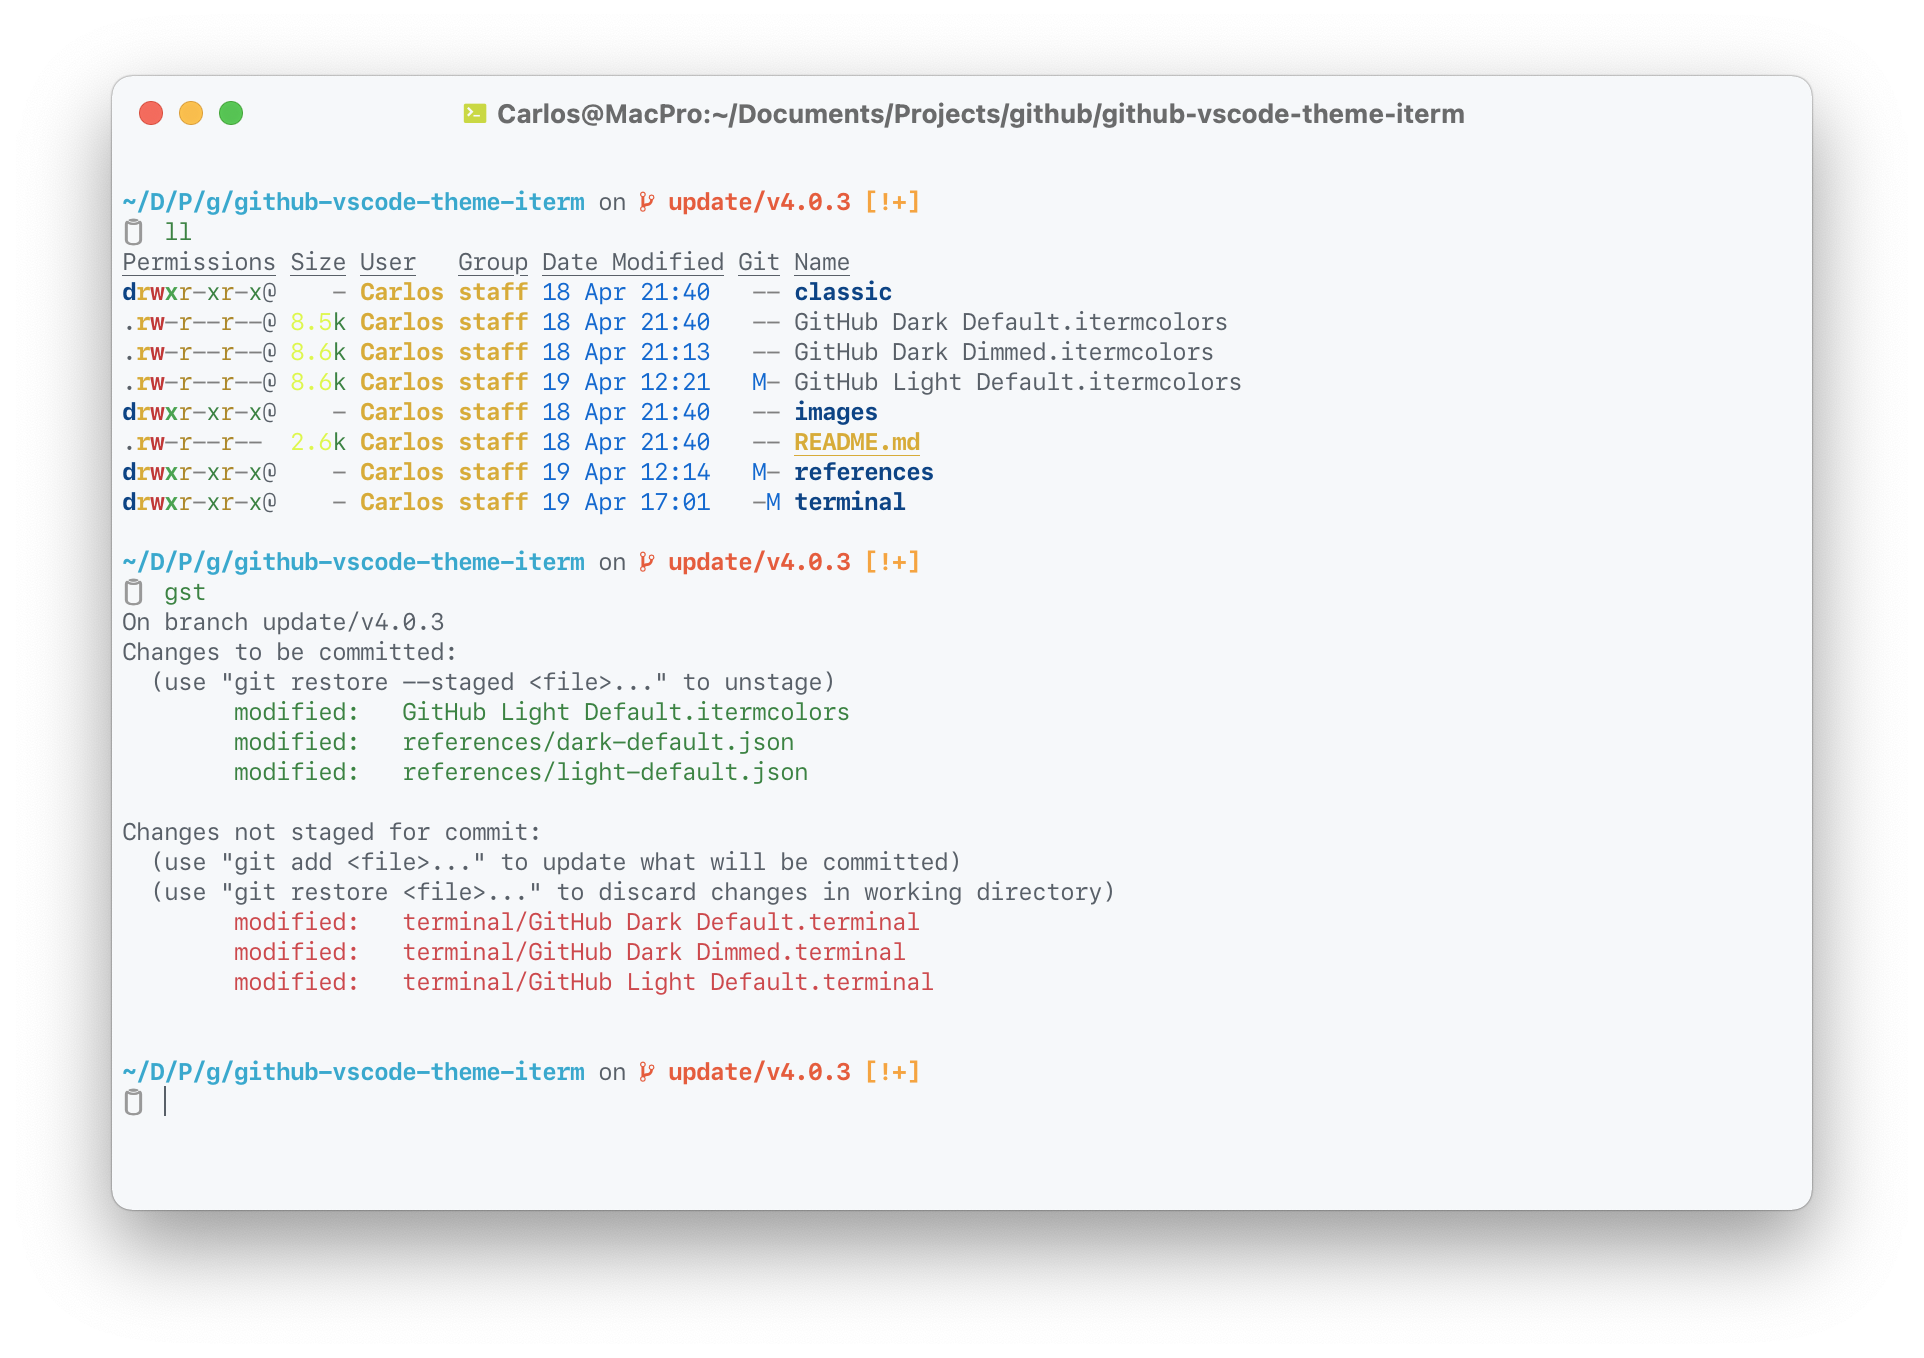 Carlos@MacPro:~/Documents/Projects/github/github-vscode-theme-iterm
~/D/P/g/github-vscode-theme-iterm on update/v4.0.3 [!+]
ll
Permissions Size User   Group Date Modified Git Name
drwxr-xr-x@    - Carlos staff 18 Apr 21:40   -- classic
.rw-r--r--@ 8.5k Carlos staff 18 Apr 21:40   -- GitHub Dark Default.itermcolors
.rw-r--r--@ 8.6k Carlos staff 18 Apr 21:13   -- GitHub Dark Dimmed.itermcolors
.rw-r--r--@ 8.6k Carlos staff 19 Apr 12:21   M- GitHub Light Default.itermcolors
drwxr-xr-x@    - Carlos staff 18 Apr 21:40   -- images
.rw-r--r--  2.6k Carlos staff 18 Apr 21:40   -- README.md
drwxr-xr-x@    - Carlos staff 19 Apr 12:14   M- references
drwxr-xr-x@    - Carlos staff 19 Apr 17:01   -M terminal
~/D/P/g/github-vscode-theme-iterm on update/v4.0.3 [!+]
gst
On branch update/v4.0.3
Changes to be committed:
  (use "git restore --staged <file>..." to unstage)
        modified:   GitHub Light Default.itermcolors
        modified:   references/dark-default.json
        modified:   references/light-default.json
Changes not staged for commit:
  (use "git add <file>..." to update what will be committed)
  (use "git restore <file>..." to discard changes in working directory)
        modified:   terminal/GitHub Dark Default.terminal
        modified:   terminal/GitHub Dark Dimmed.terminal
        modified:   terminal/GitHub Light Default.terminal
~/D/P/g/github-vscode-theme-iterm on update/v4.0.3 [!+]